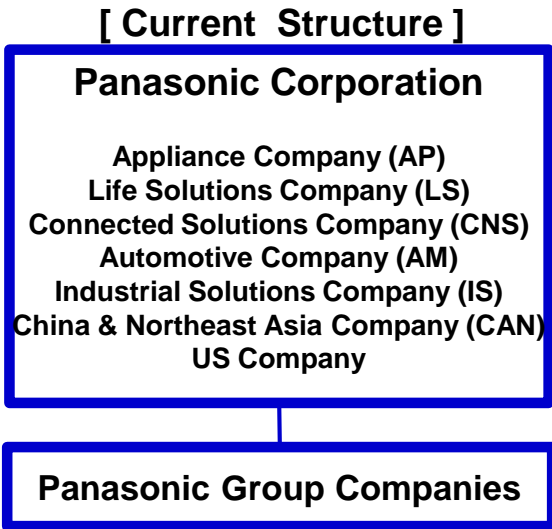 [ Current Structure ]
Panasonic Corporation
Appliance Company (AP)
Life Solutions Company (LS)
Connected Solutions Company (CNS)
Automotive Company (AM)
Industrial Solutions Company (IS)
China & Northeast Asia Company (CAN)
US Company
Panasonic Group Companies